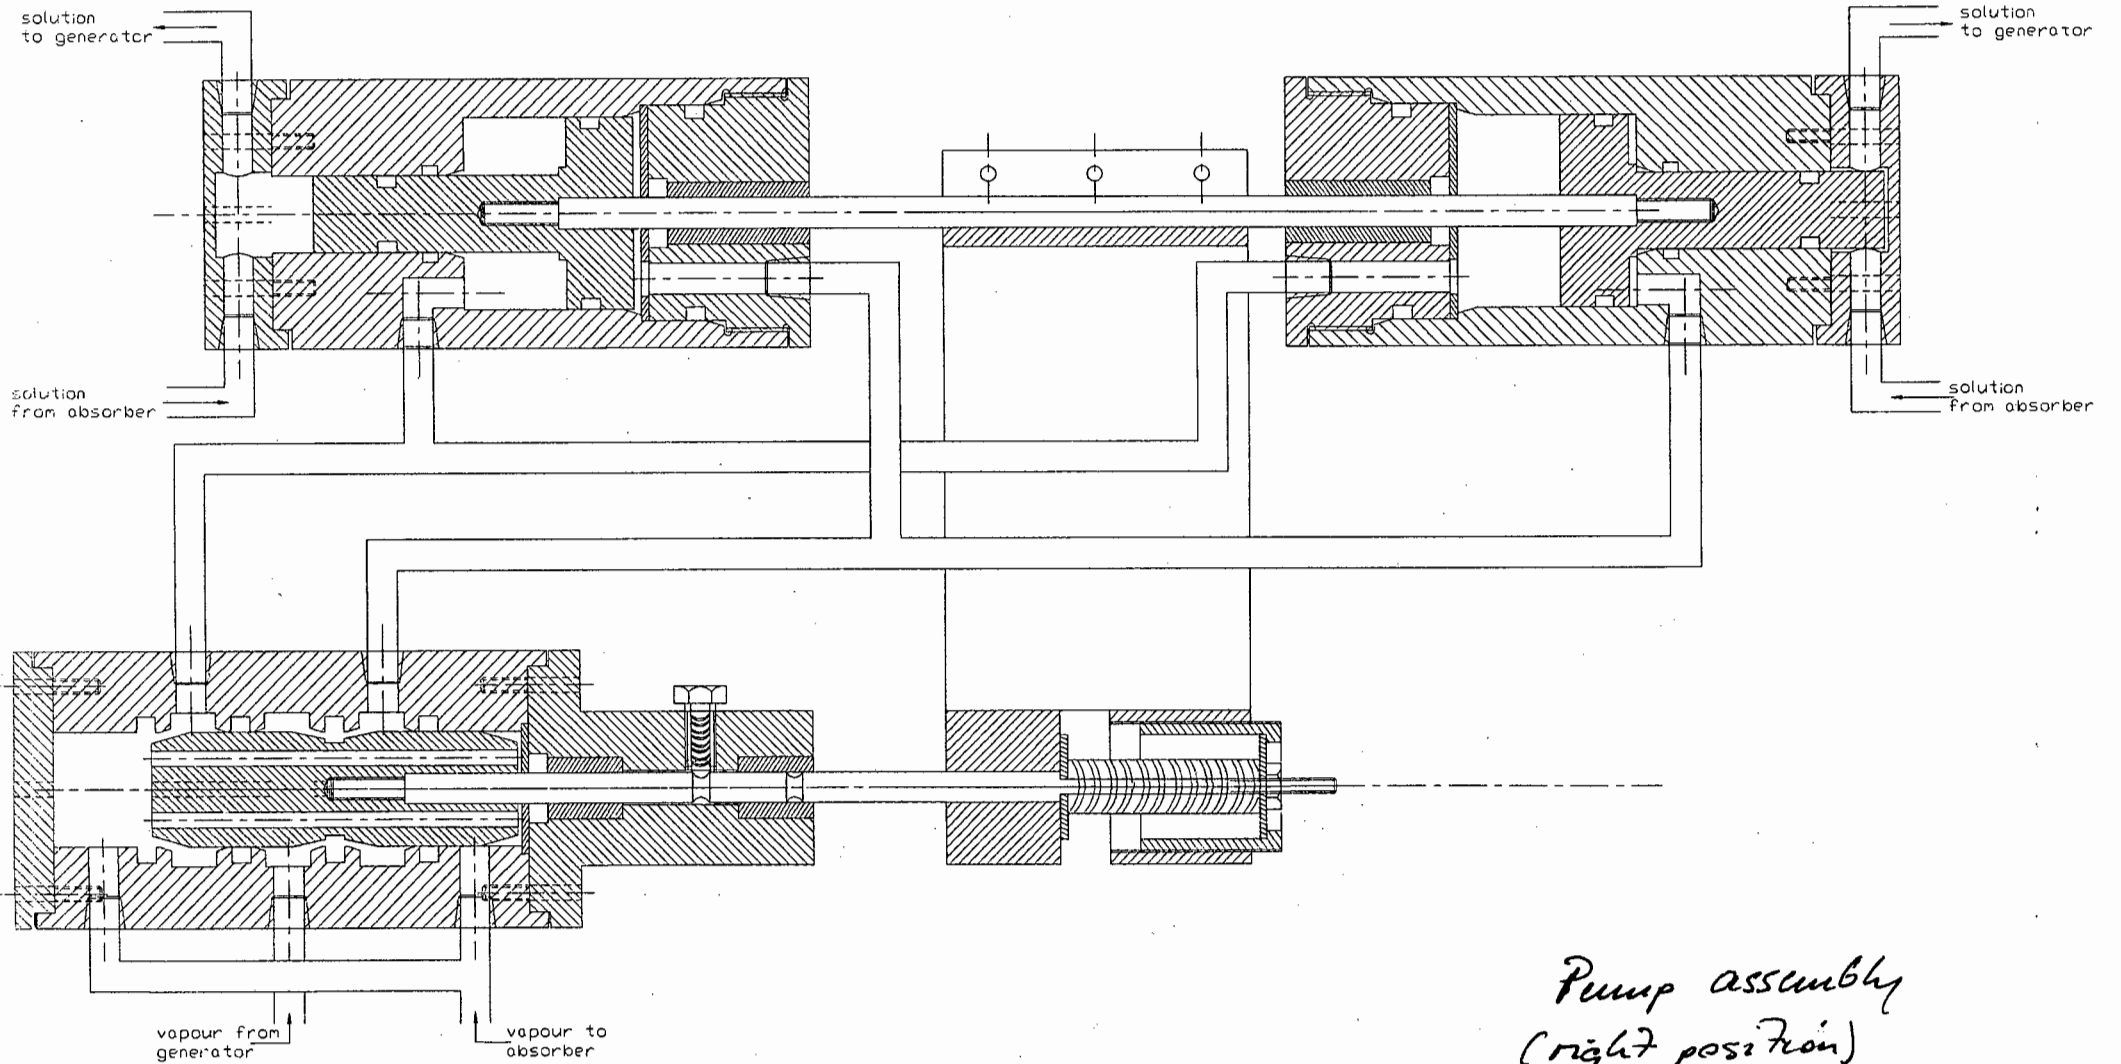 solution
to generator
solution
to generator
solution
from absorber
solution
from absorber
vapour from
generator
vapour to
absorber
Pump assembly
(right position)